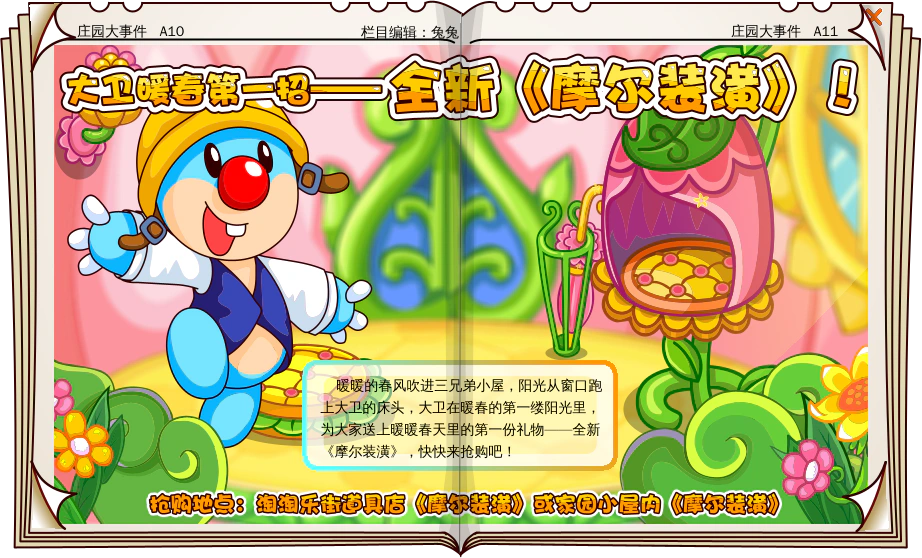 庄园大事件 A10
栏目编辑：兔兔
庄园大事件 A11
大卫暖春第一招——全新《摩尔装潢》！
暖暖的春风吹进三兄弟小屋，阳光从窗口跑
上大卫的床头，大卫在暖春的第一缕阳光里，
为大家送上暖暖春天里的第一份礼物——全新
《摩尔装潢》，快快来抢购吧！
抢购地点：淘淘乐街道具店《摩尔装潢》或家园小屋内《摩尔装潢》